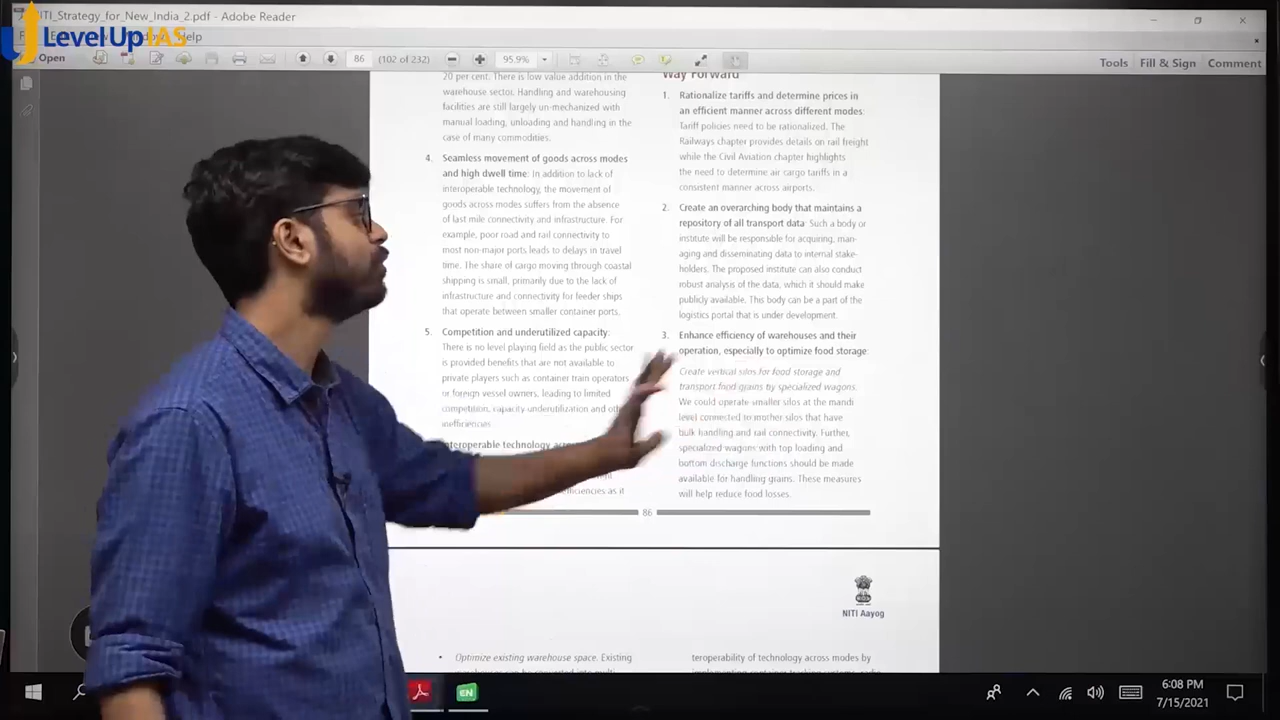 NITI_Strategy_for_New_India_2.pdf - Adobe Reader
LevelUp IAS
Help
Open
86
(102 of 232)
95.9%
Tools
Fill & Sign
Comment
20 per cent. There is low value addition in the
warehouse sector. Handling and warehousing
facilities are still largely un-mechanized with
manual loading, unloading and handling in the
case of many commodities.
4. Seamless movement of goods across modes
and high dwell time: In addition to lack of
interoperable technology, the movement of
goods across modes suffers from the absence
of last mile connectivity and infrastructure. For
example, poor road and rail connectivity to
most non-major ports leads to delays in travel
time. The share of cargo moving through coastal
shipping is small, primarily due to the lack of
infrastructure and connectivity for feeder ships
that operate between smaller container ports.
5. Competition and underutilized capacity:
There is no level playing field as the public sector
is provided benefits that are not available to
private players such as container train operators
or foreign vessel owners, leading to limited
competition, capacity underutilization and
inefficiencies.
Interoperable technology
as it
Way Forward
1. Rationalize tariffs and determine prices in
an efficient manner across different modes:
Tariff policies need to be rationalized. The
Railways chapter provides details on rail freight
while the Civil Aviation chapter highlights
the need to determine air cargo tariffs in a
consistent manner across airports.
2. Create an overarching body that maintains a
repository of all transport data: Such a body or
institute will be responsible for acquiring, man-
aging and disseminating data to internal stake-
holders. The proposed institute can also conduct
robust analysis of the data, which it should make
publicly available. This body can be a part of the
logistics portal that is under development.
3. Enhance efficiency of warehouses and their
operation, especially to optimize food storage:
Create vertical silos for food storage and
transport food grains by specialized wagons.
We could operate smaller silos at the mandi
level connected to mother silos that have
bulk handling and rail connectivity. Further,
specialized wagons with top loading and
bottom discharge functions should be made
available for handling grains. These measures
will help reduce food losses.
86
NITI Aayog
• Optimize existing warehouse space. Existing
teroperability of technology across modes by
EN
6:08 PM
7/15/2021